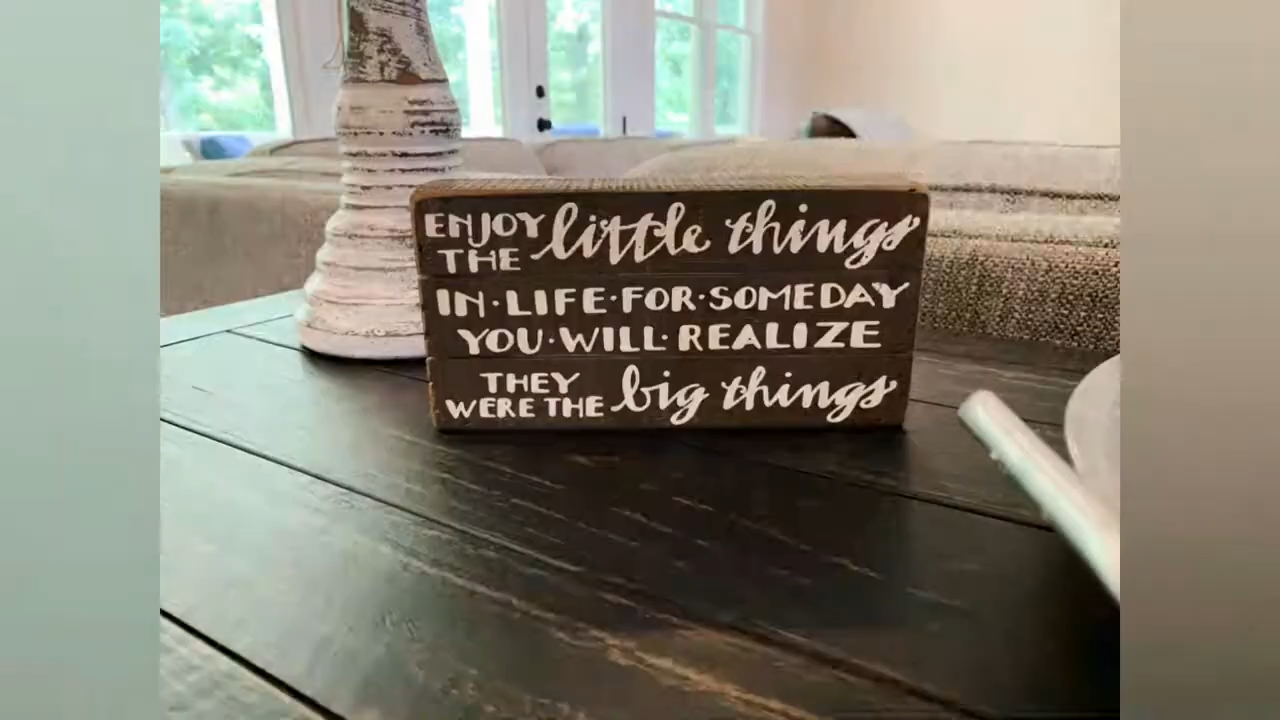 ENJOY THE little things
IN·LIFE·FOR·SOMEDAY
YOU·WILL·REALIZE
THEY WERE THE big things